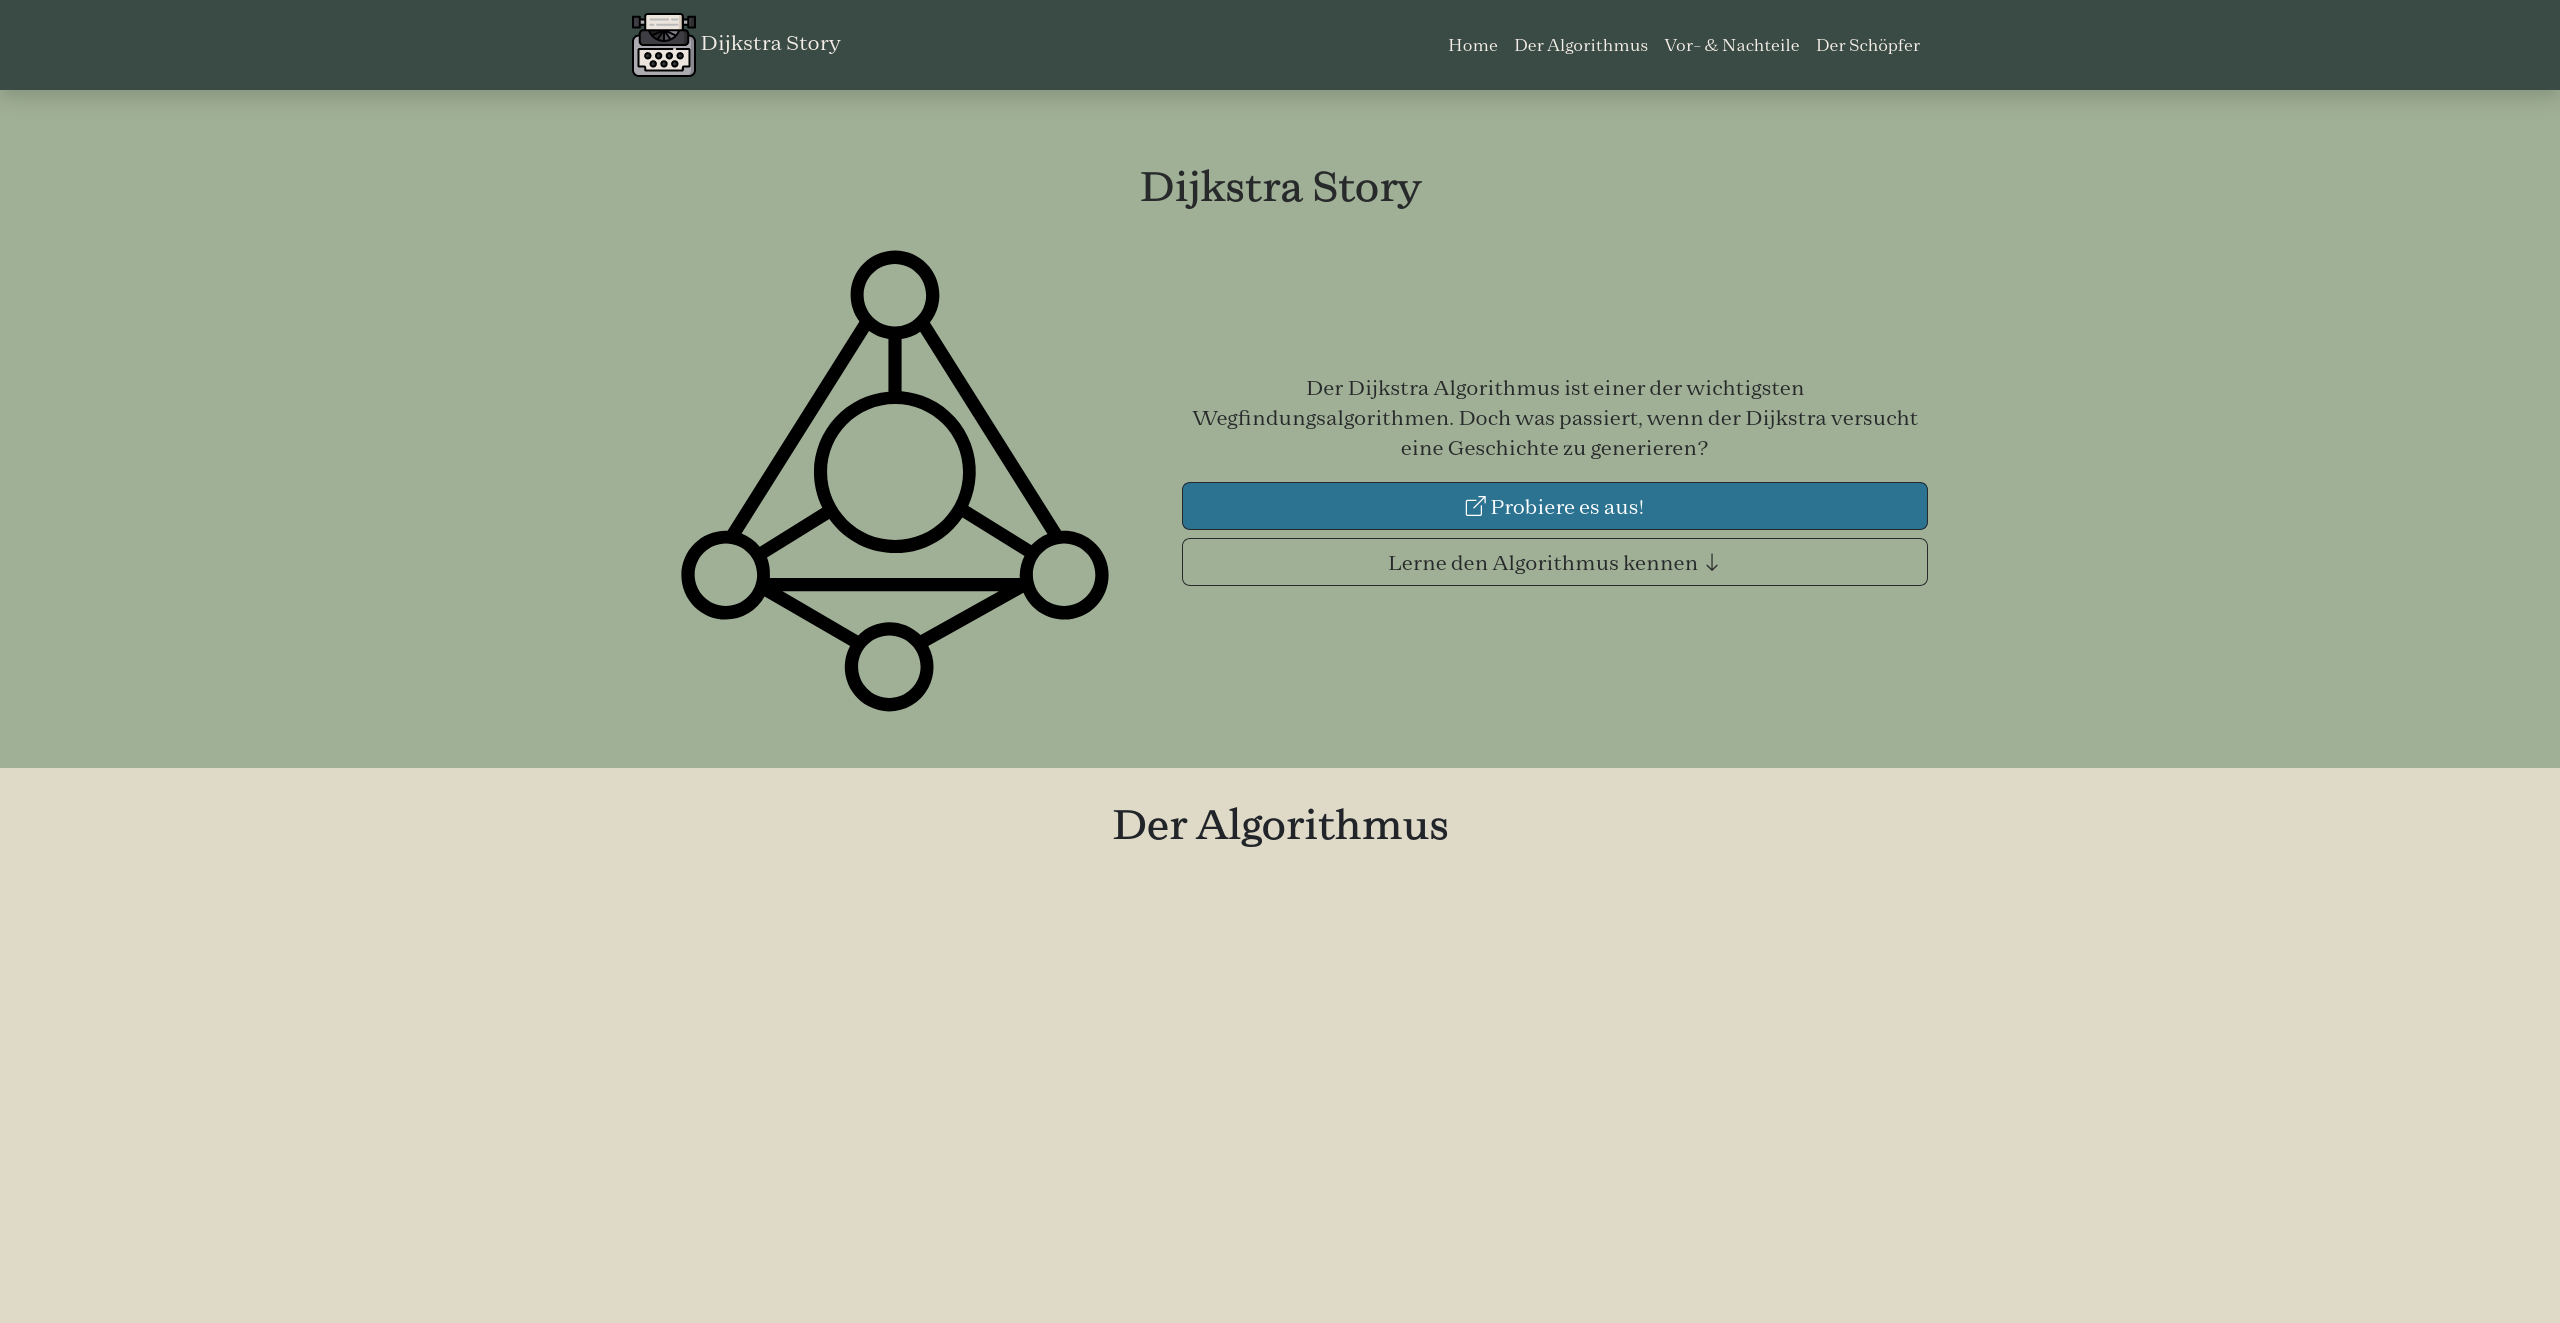 Dijkstra Story
Home
Der Algorithmus
Vor- & Nachteile
Der Schöpfer
Dijkstra Story
Der Dijkstra Algorithmus ist einer der wichtigsten
Wegfindungsalgorithmen. Doch was passiert, wenn der Dijkstra versucht
eine Geschichte zu generieren?
Probiere es aus!
Lerne den Algorithmus kennen ↓
Der Algorithmus